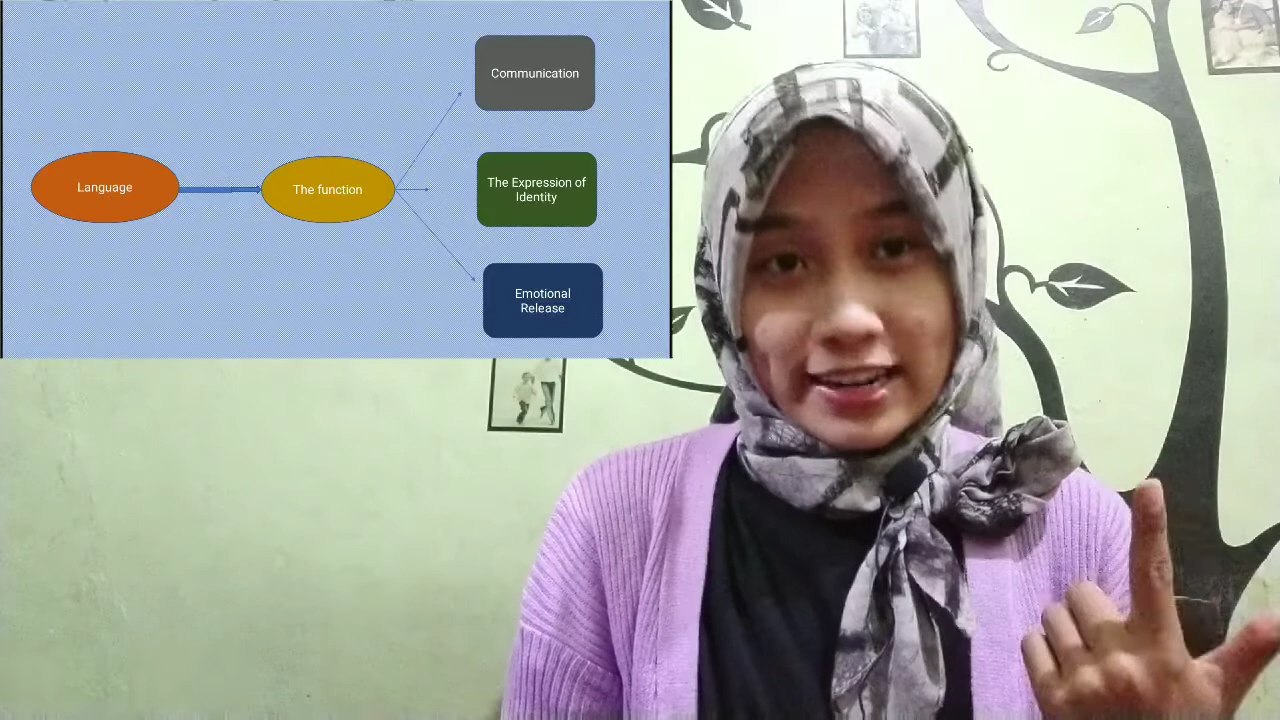 Communication
Language
The function
The Expression of
Identity
Emotional
Release